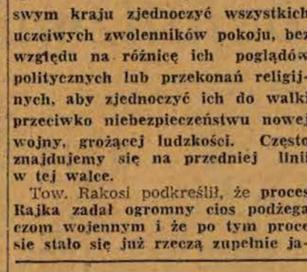 swym kraju zjednoczyć wszystkich
uczciwych zwolenników pokoju, bez
względu na różnicę ich poglądów
politycznych lub przekonań religij-
nych, aby zjednoczyć ich do walki
przeciwko niebezpieczeństwu nowej
wojny, grożącej ludzkości. Często
znajdujemy się na przedniej linii
w tej walce.
Tow. Rakosi podkreślił, że proces
Rajka zadał ogromny cios podżega
czom wojennym i że po tym proce
sie stało się już rzeczą zupełnie ja-